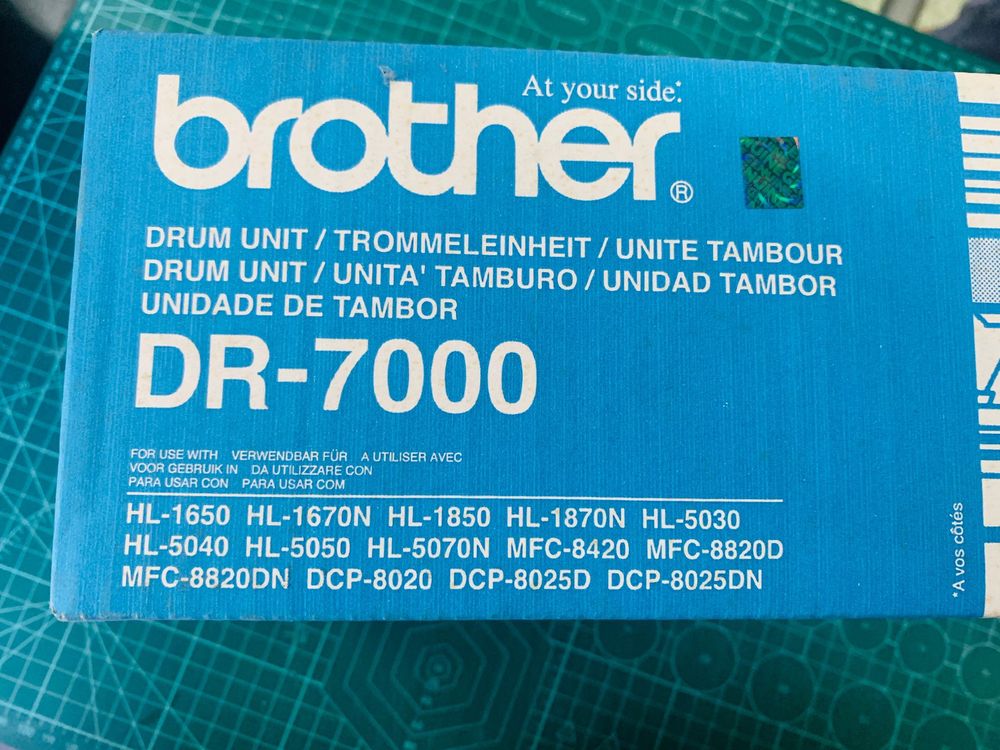 At your side.*
brother®
DRUM UNIT / TROMMELEINHEIT / UNITE TAMBOUR
DRUM UNIT / UNITA' TAMBURO / UNIDAD TAMBOR
UNIDADE DE TAMBOR
DR-7000
FOR USE WITH VERWENDBAR FÜR A UTILISER AVEC
VOOR GEBRUIK IN DA UTILIZZARE CON
PARA USAR CON PARA USAR COM
HL-1650 HL-1670N HL-1850 HL-1870N HL-5030
HL-5040 HL-5050 HL-5070N MFC-8420 MFC-8820D
MFC-8820DN DCP-8020 DCP-8025D DCP-8025DN
*A vos côtés